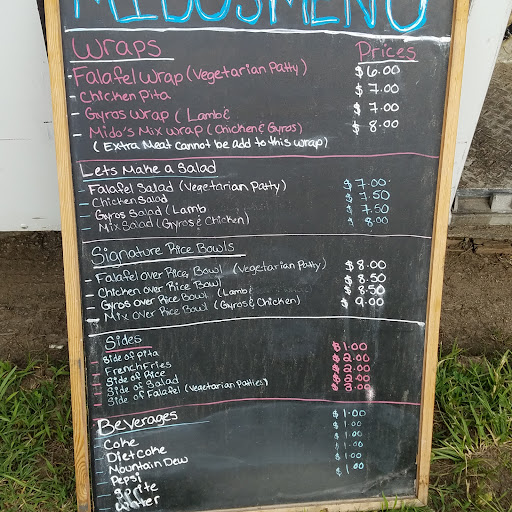 MIDO'S MENU
Wraps Prices
- Falafel Wrap (Vegetarian Patty) $6.00
- Chicken Pita $7.00
- Gyros Wrap (Lamb & $7.00
- Mido's Mix Wrap (Chicken & Gyros) $8.00
(Extra Meat cannot be add to this wrap)
Lets Make a Salad
- Falafel Salad (Vegetarian Patty) $7.00
- Chicken Salad $7.50
- Gyros Salad (Lamb $7.50
- Mix Salad (Gyros & Chicken) $8.00
Signature Rice Bowls
- Falafel over Rice, Bowl (Vegetarian Patty) $8.00
- Chicken over Rice Bowl $8.50
- Gyros over Rice Bowl (Lamb & $8.50
- Mix over Rice Bowl (Gyros & Chicken) $9.00
Sides
- Side of Pita $1.00
- French Fries $2.00
- Side of Rice $2.00
- Side of Salad $2.00
- Side of Falafel (Vegetarian Patties)
Beverages
- Coke $1.00
- Diet Coke $1.00
- Mountain Dew $1.00
- Pepsi $1.00
- Sprite $1.00
- Water $1.00